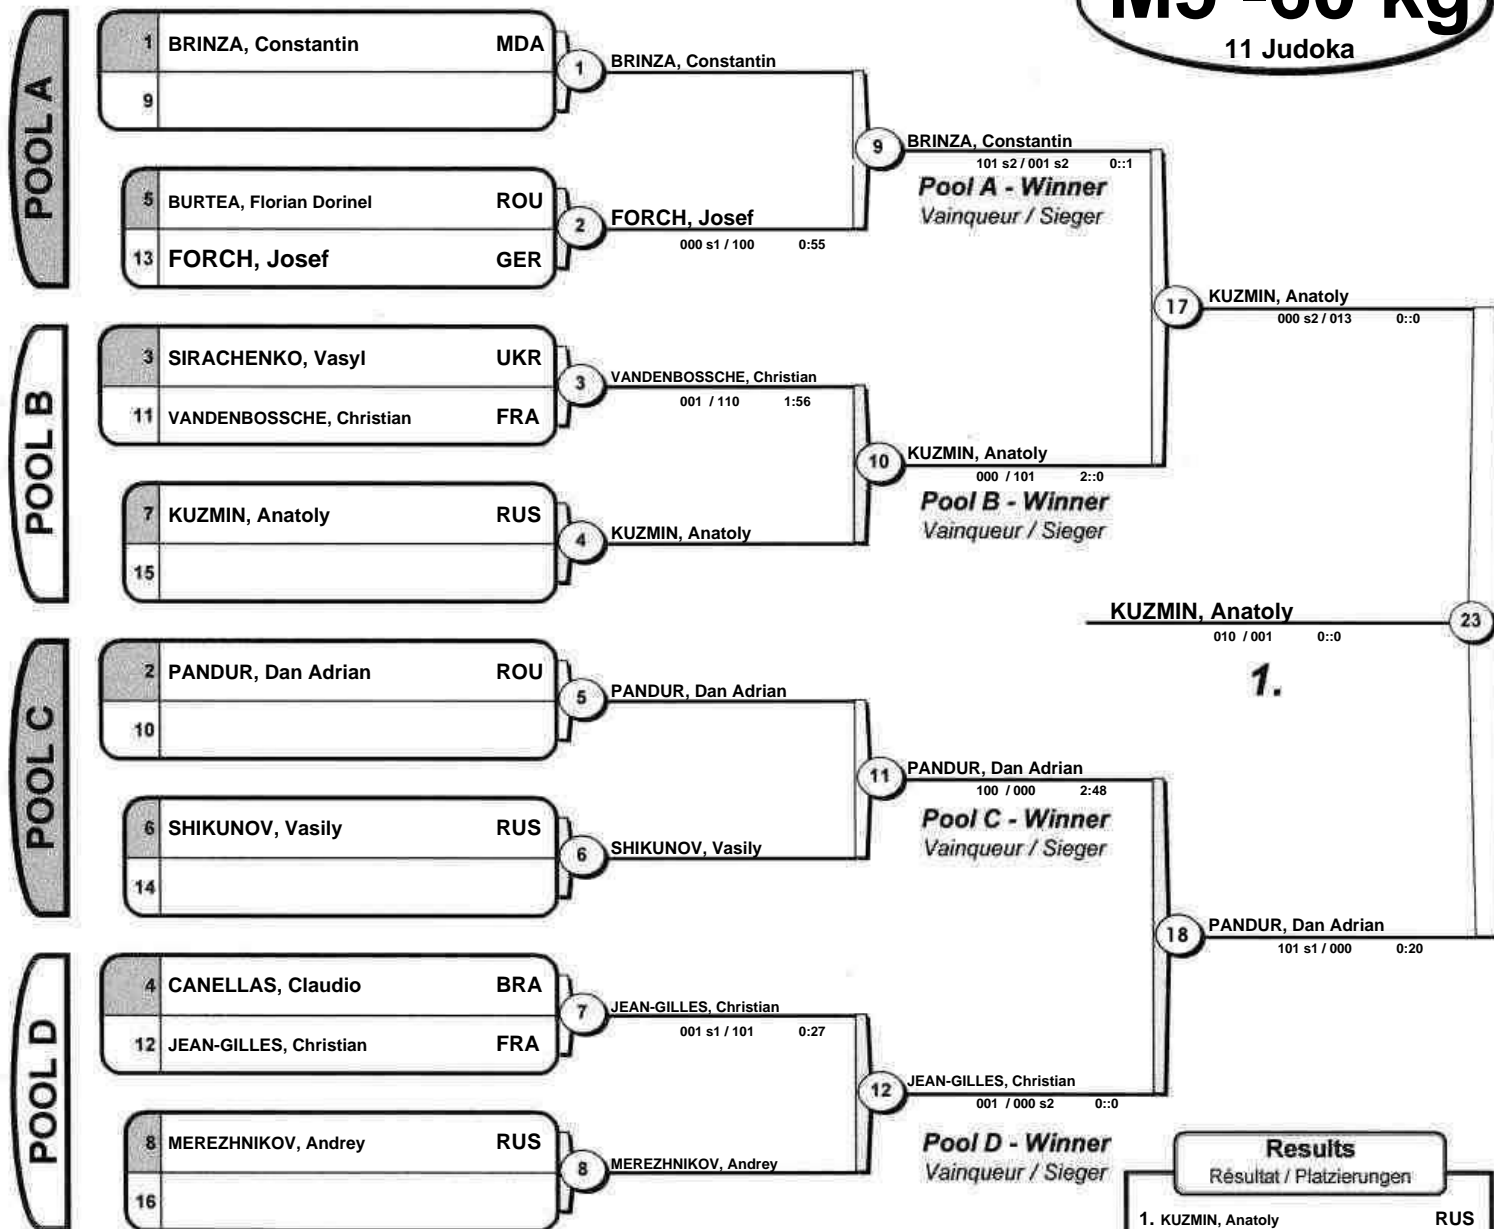 M5 -60 kg
11 Judoka
POOL A
1 BRINZA, Constantin MDA
9
5 BURTEA, Florian Dorinel ROU
13 FORCH, Josef GER
1 BRINZA, Constantin
2 FORCH, Josef
000 s1 / 100 0:55
9 BRINZA, Constantin
101 s2 / 001 s2 0::1
Pool A - Winner
Vainqueur / Sieger
POOL B
3 SIRACHENKO, Vasyl UKR
11 VANDENBOSSCHE, Christian FRA
7 KUZMIN, Anatoly RUS
15
3 VANDENBOSSCHE, Christian
001 / 110 1:56
4 KUZMIN, Anatoly
10 KUZMIN, Anatoly
000 / 101 2::0
Pool B - Winner
Vainqueur / Sieger
17 KUZMIN, Anatoly
000 s2 / 013 0::0
KUZMIN, Anatoly 23
010 / 001 0::0
1.
POOL C
2 PANDUR, Dan Adrian ROU
10
6 SHIKUNOV, Vasily RUS
14
5 PANDUR, Dan Adrian
6 SHIKUNOV, Vasily
11 PANDUR, Dan Adrian
100 / 000 2:48
Pool C - Winner
Vainqueur / Sieger
18 PANDUR, Dan Adrian
101 s1 / 000 0:20
POOL D
4 CANELLAS, Claudio BRA
12 JEAN-GILLES, Christian FRA
8 MEREZHNIKOV, Andrey RUS
16
7 JEAN-GILLES, Christian
001 s1 / 101 0:27
8 MEREZHNIKOV, Andrey
12 JEAN-GILLES, Christian
001 / 000 s2 0::0
Pool D - Winner
Vainqueur / Sieger
Results
Résultat / Platzierungen
1. KUZMIN, Anatoly RUS